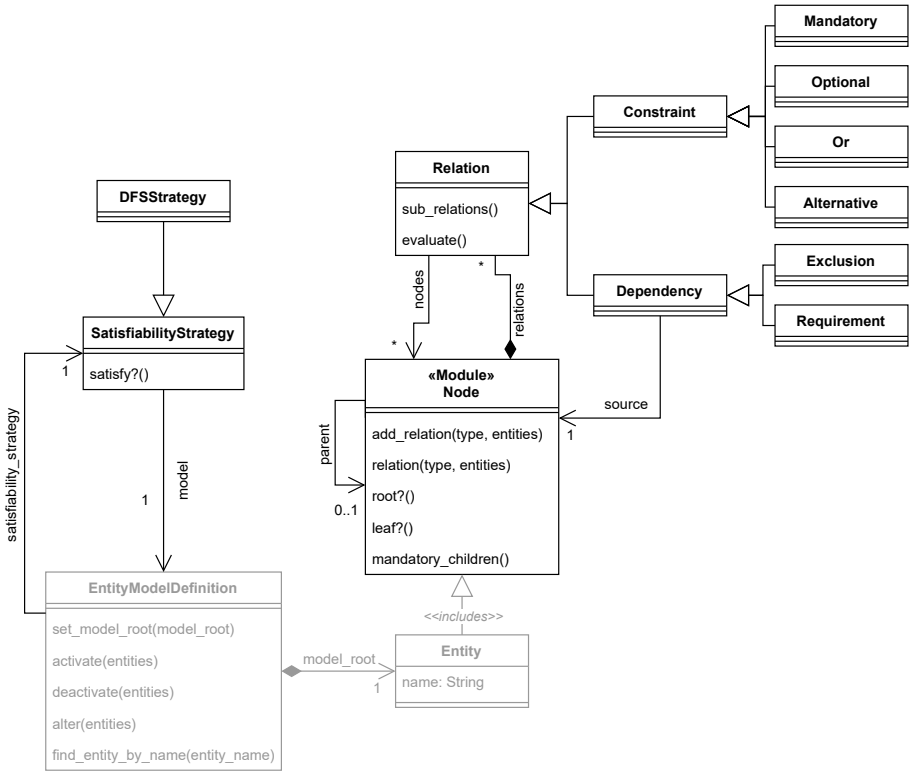 Mandatory
Optional
Constraint
Or
Relation
DFSStrategy
sub_relations()
Alternative
evaluate()
Exclusion
*
nodes
relations
Dependency
Requirement
SatisfiabilityStrategy
*
1
satisfy?()
«Module»
Node
source
1
add_relation(type, entities)
parent
relation(type, entities)
satisfiability_strategy
model
1
root?()
0..1
leaf?()
mandatory_children()
EntityModelDefinition
<<includes>>
set_model_root(model_root)
Entity
activate(entities)
model_root
name: String
1
deactivate(entities)
alter(entities)
find_entity_by_name(entity_name)